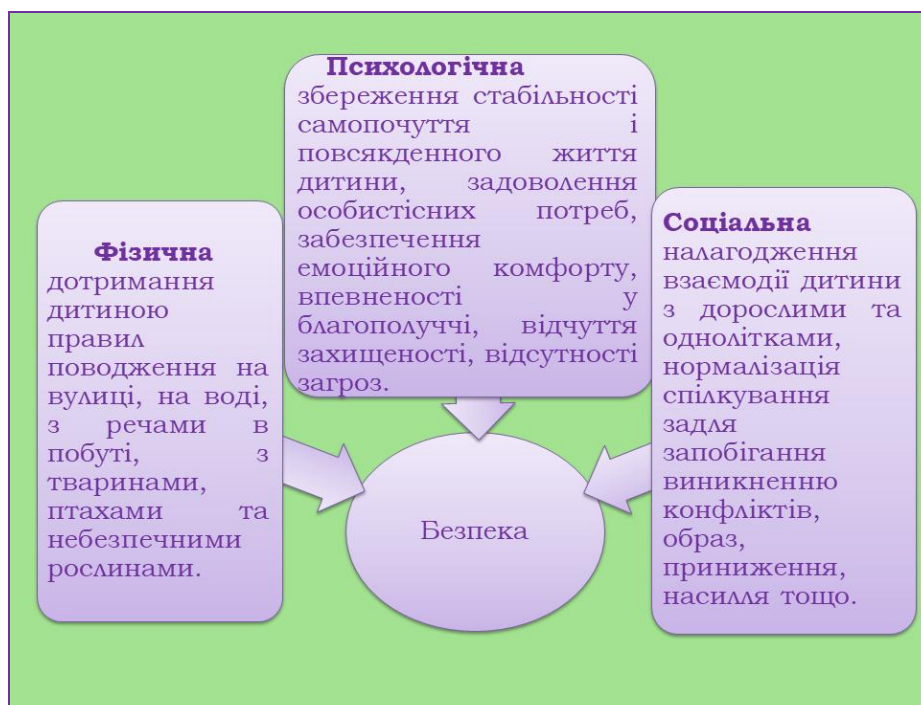 Психологічна
збереження стабільності
самопочуття і
повсякденного життя
дитини, задоволення
особистісних потреб,
забезпечення
емоційного комфорту,
впевненості у
благополуччі, відчуття
захищеності, відсутності
загроз.
Фізична
дотримання
дитиною
правил
поводження на
вулиці, на воді,
з речами в
побуті, з
тваринами,
птахами та
небезпечними
рослинами.
Соціальна
налагодження
взаємодії дитини
з дорослими та
однолітками,
нормалізація
спілкування
задля
запобігання
виникненню
конфліктів,
образ,
приниження,
насилля тощо.
Безпека